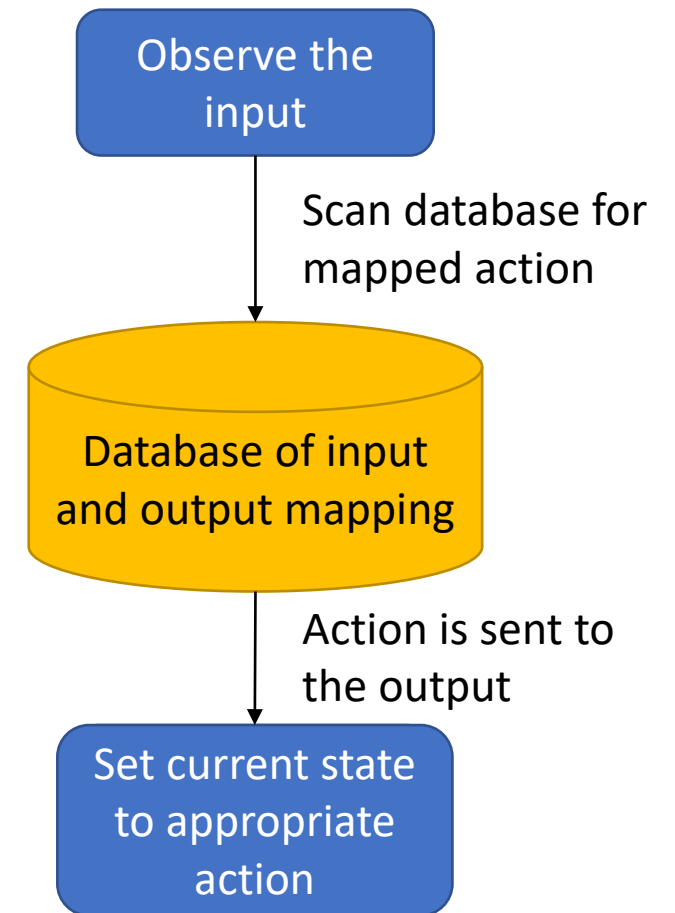 Observe the
input
Scan database for
mapped action
Database of input
and output mapping
Action is sent to
the output
Set current state
to appropriate
action